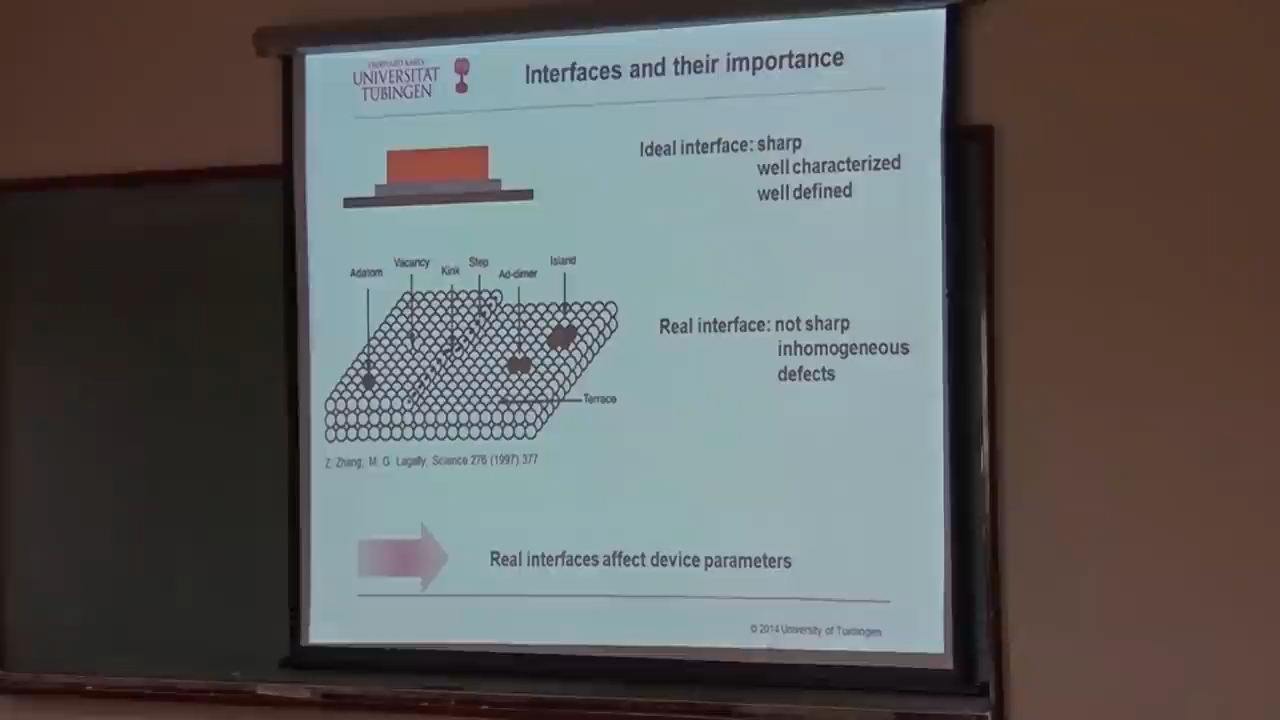 EBERHARD KARLS
UNIVERSITÄT
TÜBINGEN
Interfaces and their importance
Ideal interface: sharp
well characterized
well defined
Adatom
Vacancy
Kink
Step
Ad-dimer
Island
Terrace
Z. Zhang, M. G. Lagally, Science 276 (1997) 377
Real interface: not sharp
inhomogeneous
defects
Real interfaces affect device parameters
© 2014 University of Tübingen